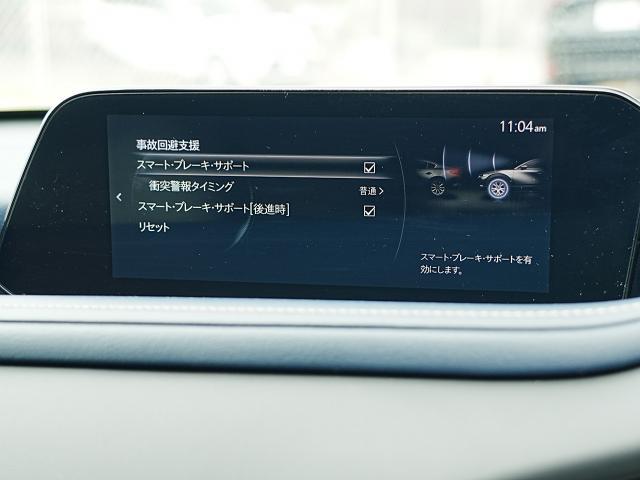 11:04am
事故回避支援
スマート・ブレーキ・サポート
衝突警報タイミング 普通
スマート・ブレーキ・サポート[後進時]
リセット
スマート・ブレーキ・サポートを有
効にします。